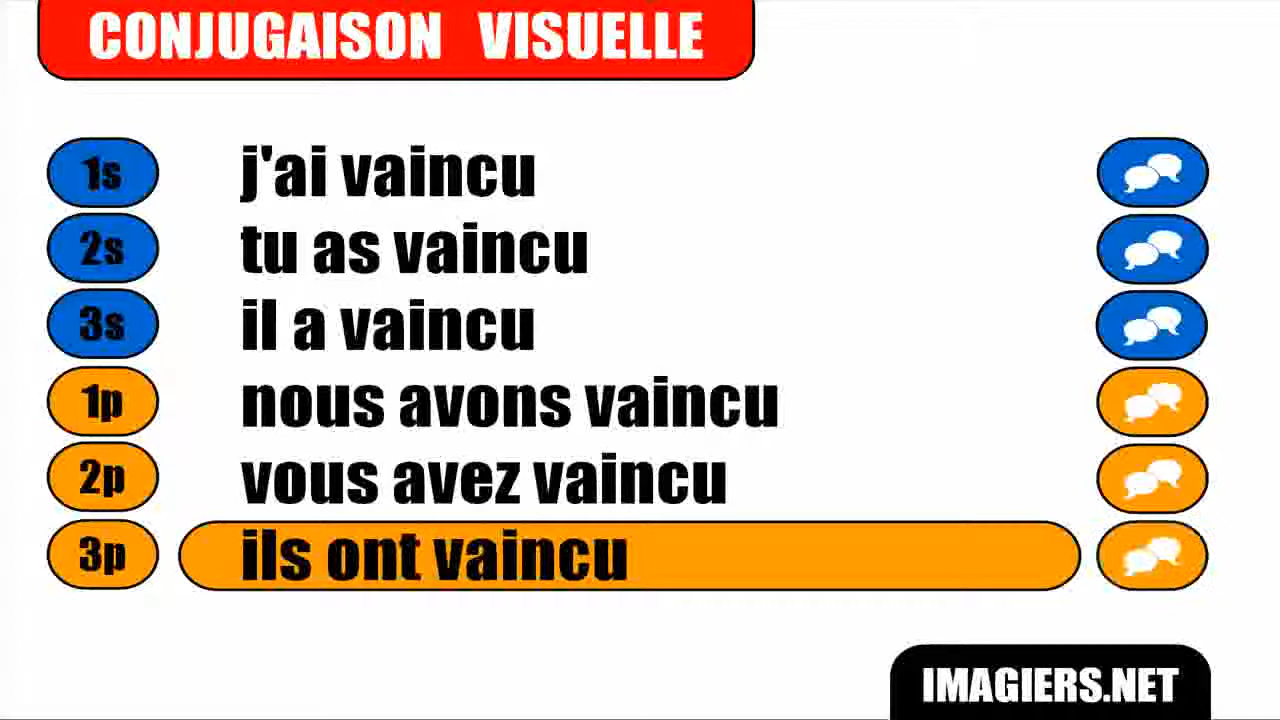 CONJUGAISON VISUELLE
1s j'ai vaincu
2s tu as vaincu
3s il a vaincu
1p nous avons vaincu
2p vous avez vaincu
3p ils ont vaincu
IMAGIERS.NET